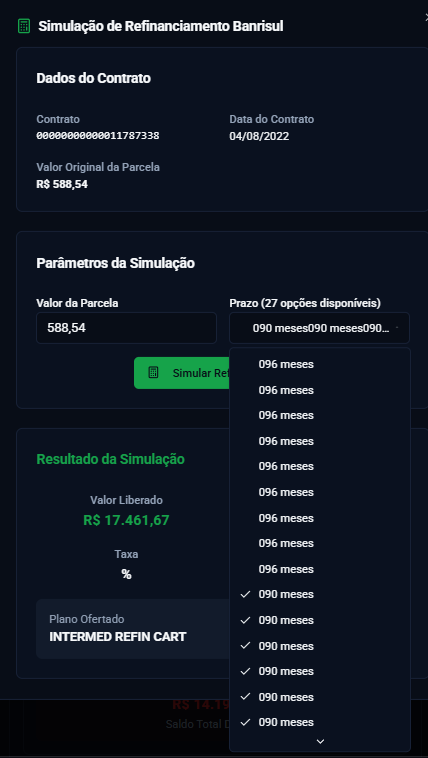 Simulação de Refinanciamento Banrisul
Dados do Contrato
Contrato
00000000000011787338
Data do Contrato
04/08/2022
Valor Original da Parcela
R$ 588,54
Parâmetros da Simulação
Valor da Parcela
588,54
Prazo (27 opções disponíveis)
090 meses090 meses090...
Simular Ref
096 meses
096 meses
096 meses
096 meses
096 meses
096 meses
096 meses
096 meses
096 meses
090 meses
090 meses
090 meses
090 meses
090 meses
090 meses
Resultado da Simulação
Valor Liberado
R$ 17.461,67
Taxa
%
Plano Ofertado
INTERMED REFIN CART
R$ 14.19
Saldo Total D